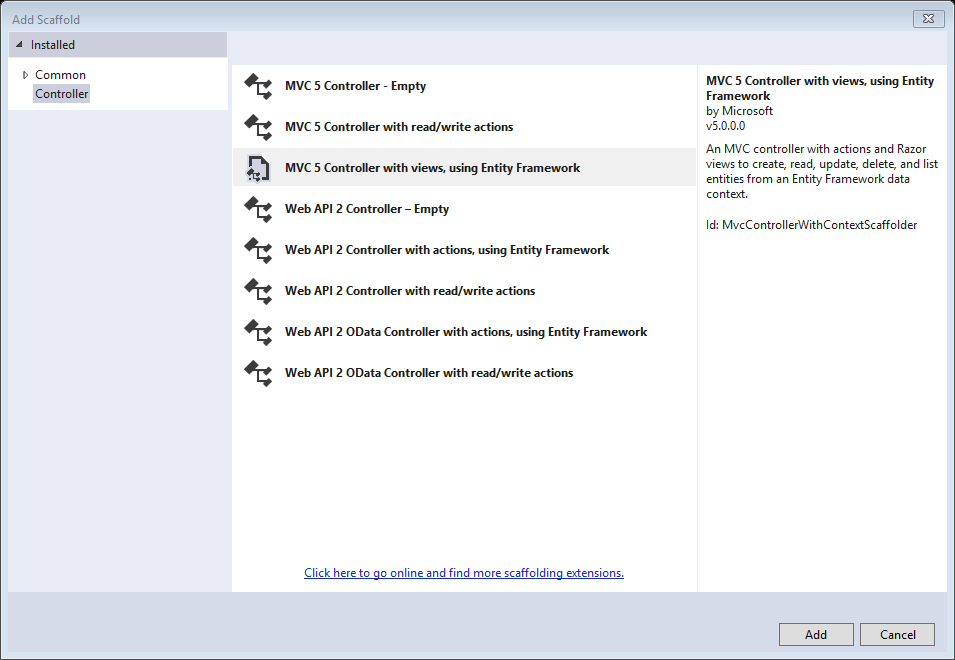 Add Scaffold
Installed
Common
Controller
MVC 5 Controller - Empty
MVC 5 Controller with read/write actions
MVC 5 Controller with views, using Entity Framework
Web API 2 Controller – Empty
Web API 2 Controller with actions, using Entity Framework
Web API 2 Controller with read/write actions
Web API 2 OData Controller with actions, using Entity Framework
Web API 2 OData Controller with read/write actions
Click here to go online and find more scaffolding extensions.
MVC 5 Controller with views, using Entity
Framework
by Microsoft
v5.0.0.0
An MVC controller with actions and Razor
views to create, read, update, delete, and list
entities from an Entity Framework data
context.
Id: MvcControllerWithContextScaffolder
Add
Cancel